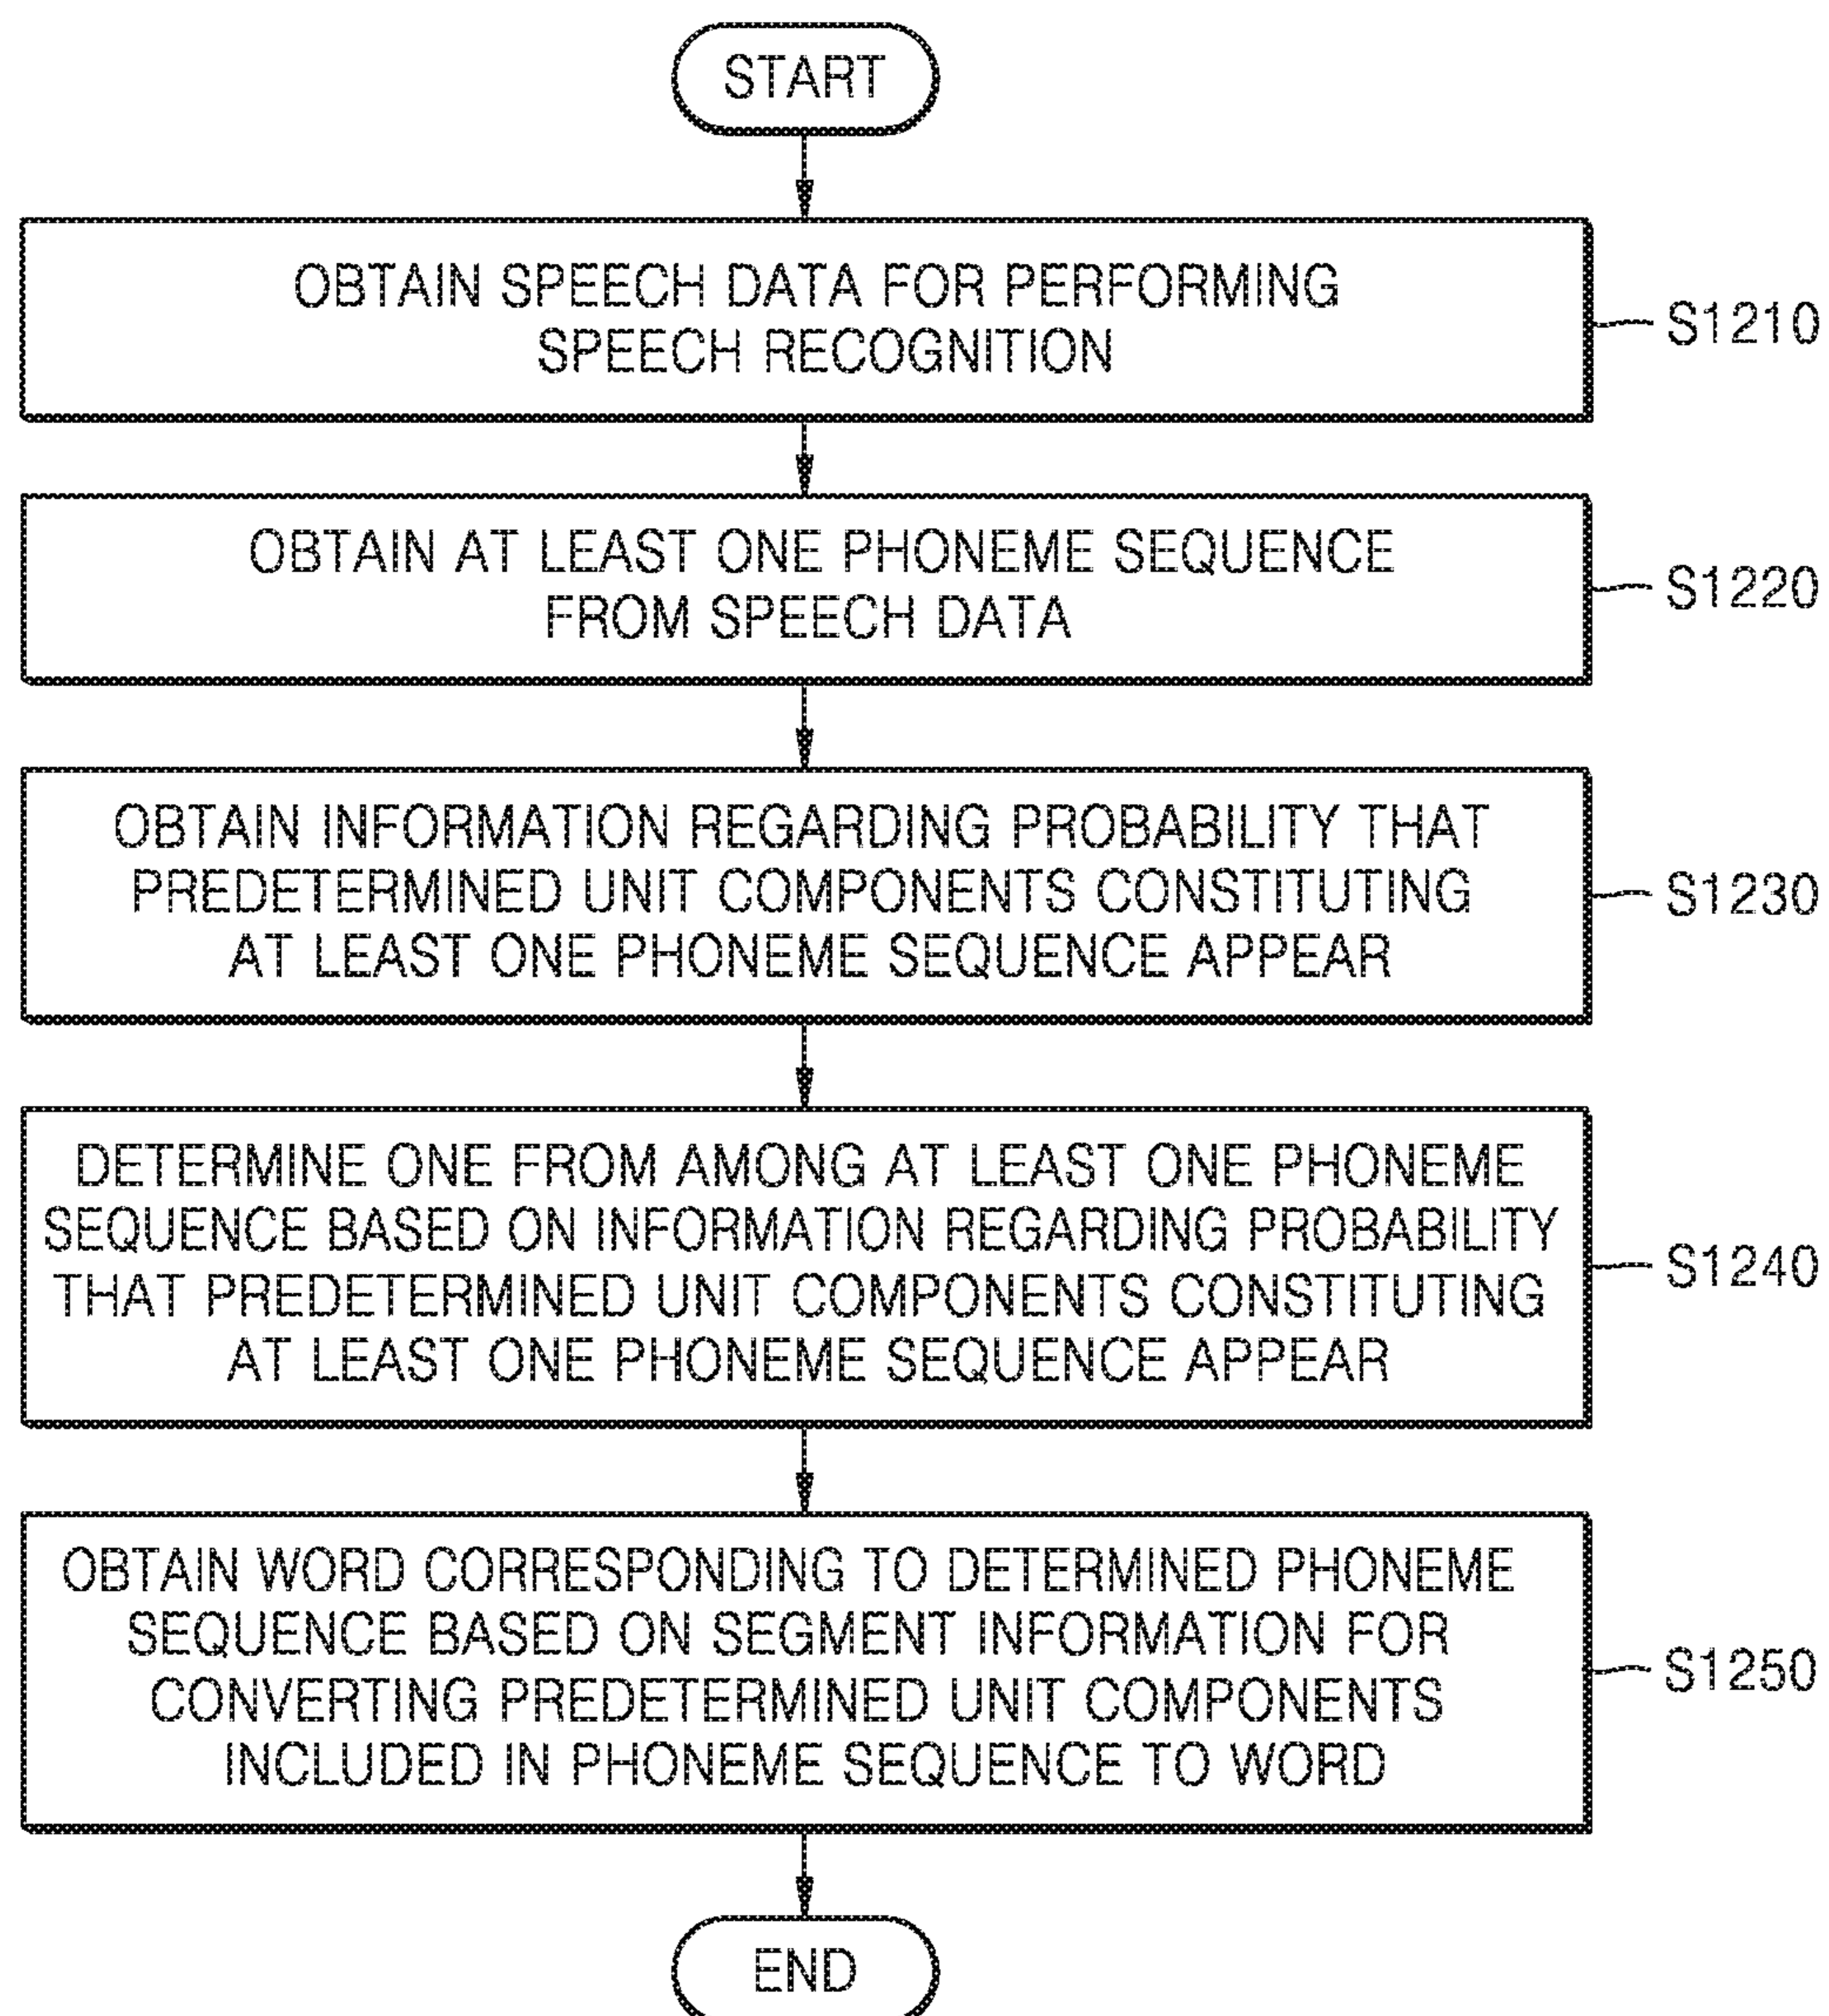 START
OBTAIN SPEECH DATA FOR PERFORMING
SPEECH RECOGNITION
S1210
OBTAIN AT LEAST ONE PHONEME SEQUENCE
FROM SPEECH DATA
S1220
OBTAIN INFORMATION REGARDING PROBABILITY THAT
PREDETERMINED UNIT COMPONENTS CONSTITUTING
AT LEAST ONE PHONEME SEQUENCE APPEAR
S1230
DETERMINE ONE FROM AMONG AT LEAST ONE PHONEME
SEQUENCE BASED ON INFORMATION REGARDING PROBABILITY
THAT PREDETERMINED UNIT COMPONENTS CONSTITUTING
AT LEAST ONE PHONEME SEQUENCE APPEAR
S1240
OBTAIN WORD CORRESPONDING TO DETERMINED PHONEME
SEQUENCE BASED ON SEGMENT INFORMATION FOR
CONVERTING PREDETERMINED UNIT COMPONENTS
INCLUDED IN PHONEME SEQUENCE TO WORD
S1250
END